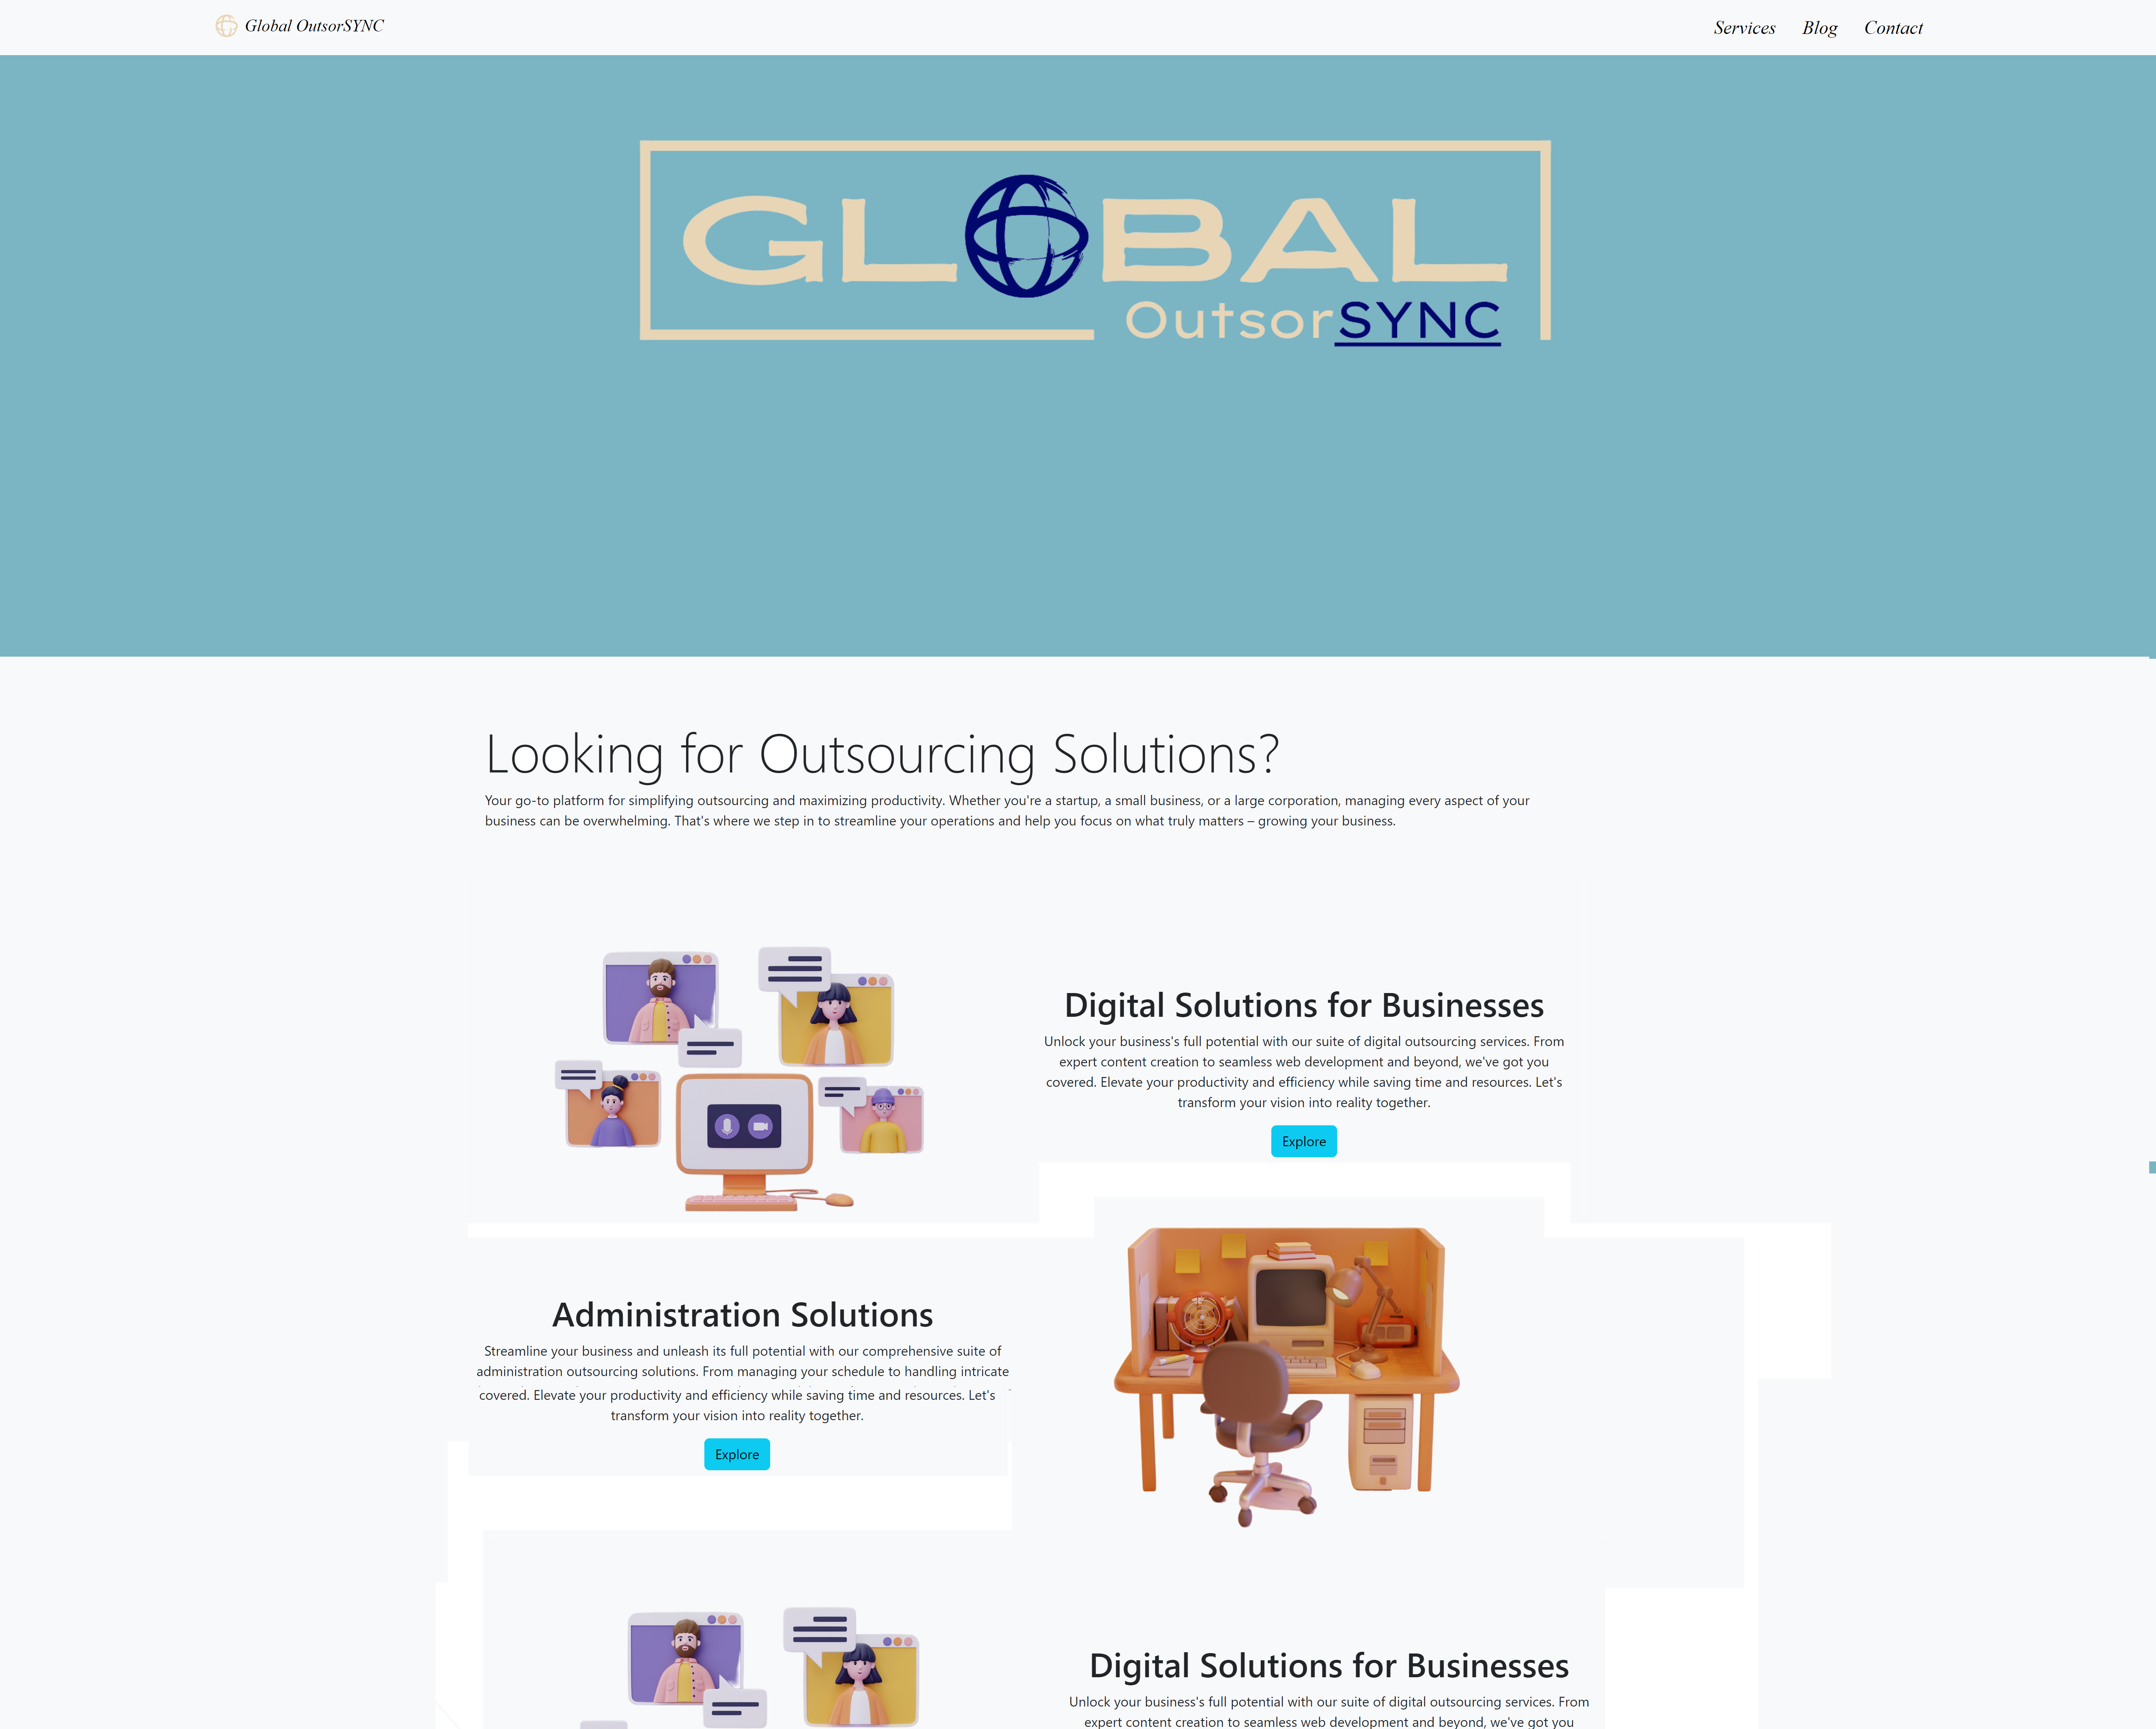 Global OutsorSYNC
Services Blog Contact
GLOBAL
OutsorSYNC
Looking for Outsourcing Solutions?
Your go-to platform for simplifying outsourcing and maximizing productivity. Whether you're a startup, a small business, or a large corporation, managing every aspect of your
business can be overwhelming. That's where we step in to streamline your operations and help you focus on what truly matters – growing your business.
Digital Solutions for Businesses
Unlock your business's full potential with our suite of digital outsourcing services. From
expert content creation to seamless web development and beyond, we've got you
covered. Elevate your productivity and efficiency while saving time and resources. Let's
transform your vision into reality together.
Explore
Administration Solutions
Streamline your business and unleash its full potential with our comprehensive suite of
administration outsourcing solutions. From managing your schedule to handling intricate
covered. Elevate your productivity and efficiency while saving time and resources. Let's
transform your vision into reality together.
Explore
Digital Solutions for Businesses
Unlock your business's full potential with our suite of digital outsourcing services. From
expert content creation to seamless web development and beyond, we've got you